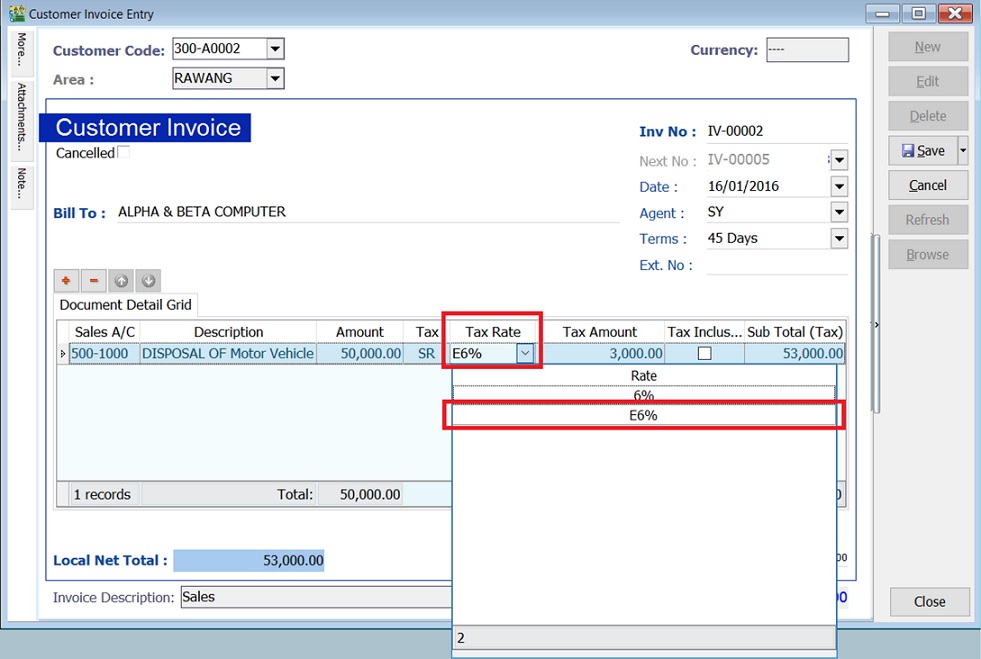 Customer Invoice Entry
More...
Attachments...
Note...
Customer Code: 300-A0002
Currency: ----
Area : RAWANG
Customer Invoice
Cancelled
Inv No : IV-00002
Next No : IV-00005
Date : 16/01/2016
Bill To : ALPHA & BETA COMPUTER
Agent : SY
Terms : 45 Days
Ext. No :
New
Edit
Delete
Save
Cancel
Refresh
Browse
Document Detail Grid
Sales A/C Description Amount Tax Tax Rate Tax Amount Tax Inclus... Sub Total (Tax)
500-1000 DISPOSAL OF Motor Vehicle 50,000.00 SR E6% 3,000.00 53,000.00
Rate
6%
E6%
1 records Total: 50,000.00
Local Net Total : 53,000.00
Invoice Description: Sales
2
Close